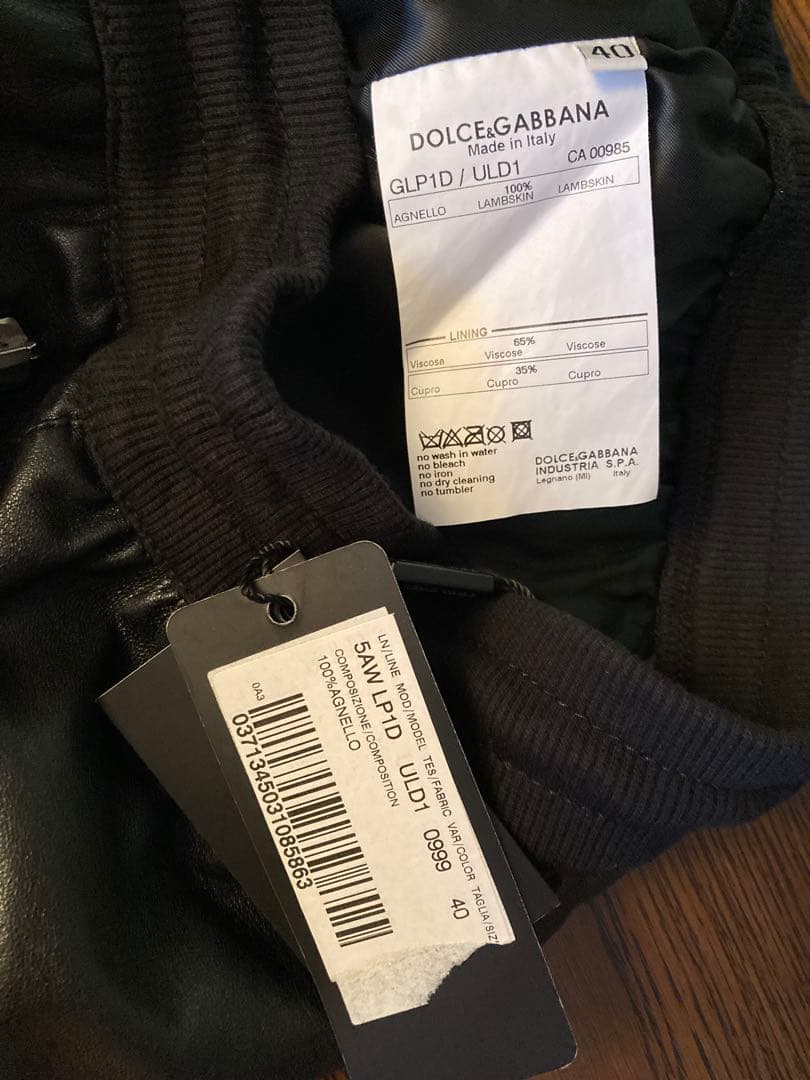 40
DOLCE&GABBANA
Made in Italy
GLP1D / ULD1 CA 00985
AGNELLO 100% LAMBSKIN LAMBSKIN
LINING
Viscose 65% Viscose Viscose
Cupro 35% Cupro Cupro
no wash in water
no bleach
no iron
no dry cleaning
no tumbler
DOLCE&GABBANA
INDUSTRIA S.P.A.
Legnano (MI) Italy
LN/LINE MOD/MODEL TES/FABRIC VAR/COLOR TAGLIA/SIZ
5AW LP1D ULD1 0999 40
COMPOSIZIONE/COMPOSITION
100%AGNELLO
0A3
0371345031085863